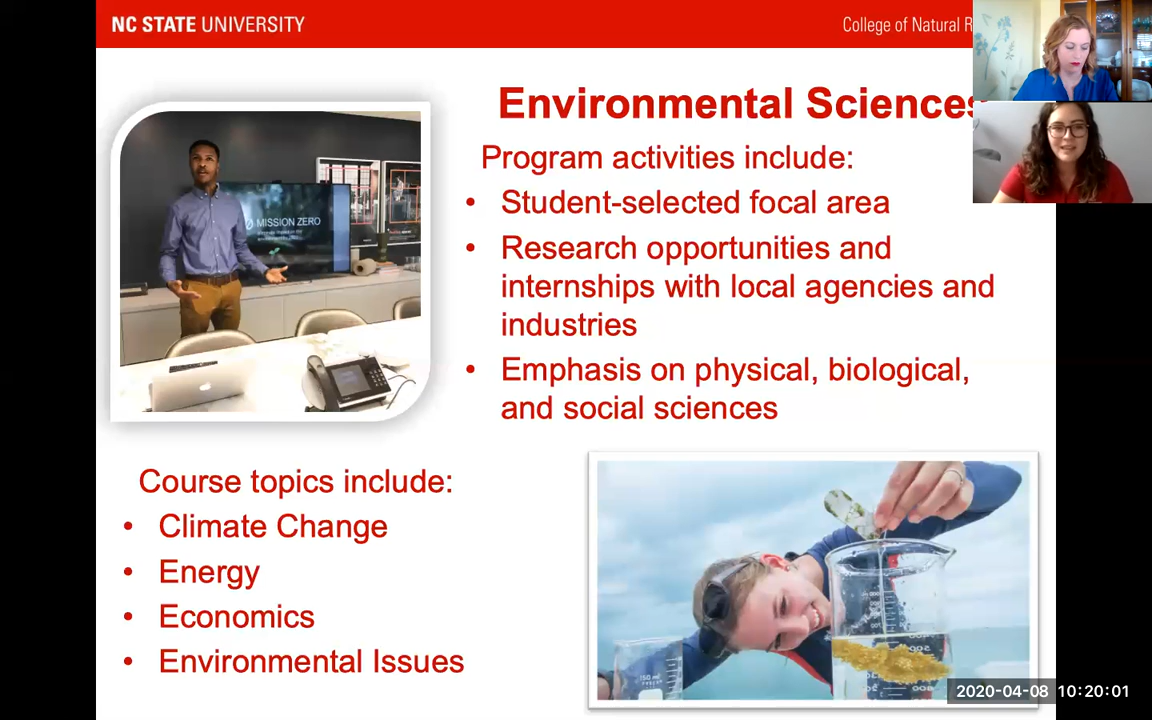 NC STATE UNIVERSITY
College of Natural R
Environmental Sciences
Program activities include:
• Student-selected focal area
• Research opportunities and
internships with local agencies and
industries
• Emphasis on physical, biological,
and social sciences
MISSION ZERO
Course topics include:
• Climate Change
• Energy
• Economics
• Environmental Issues
2020-04-08 10:20:01